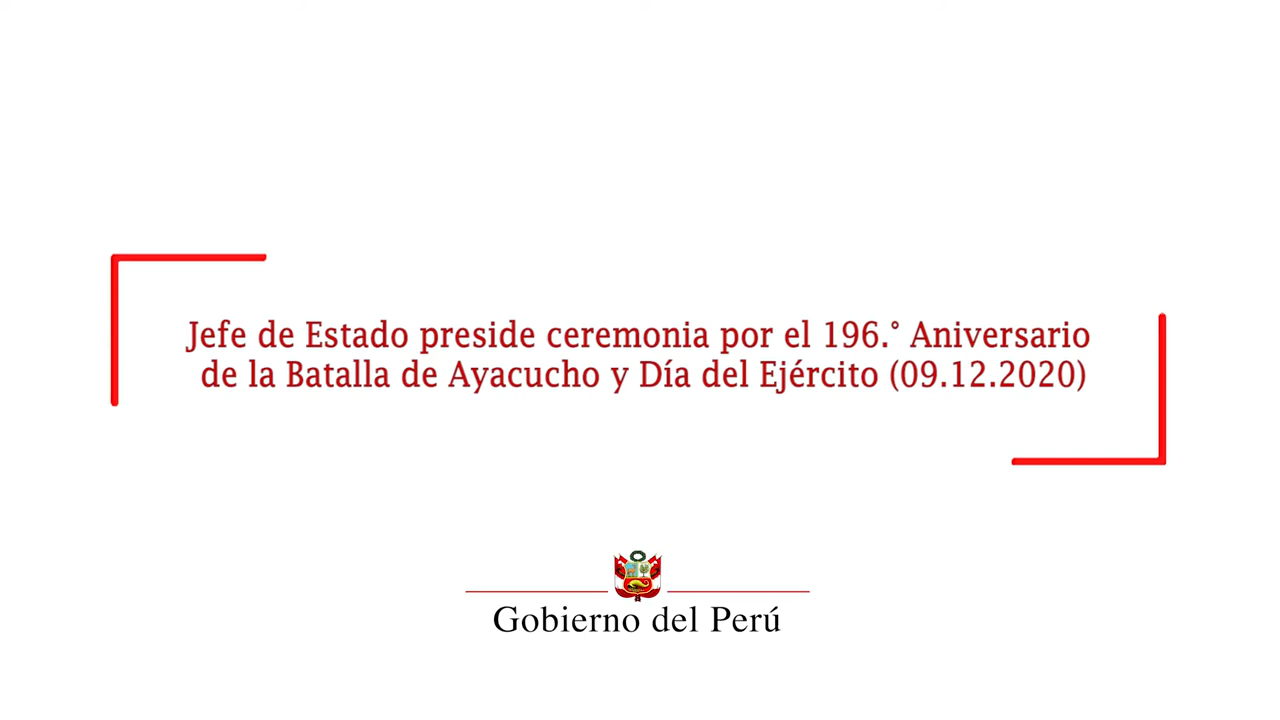 Jefe de Estado preside ceremonia por el 196.° Aniversario
de la Batalla de Ayacucho y Día del Ejército (09.12.2020)
Gobierno del Perú